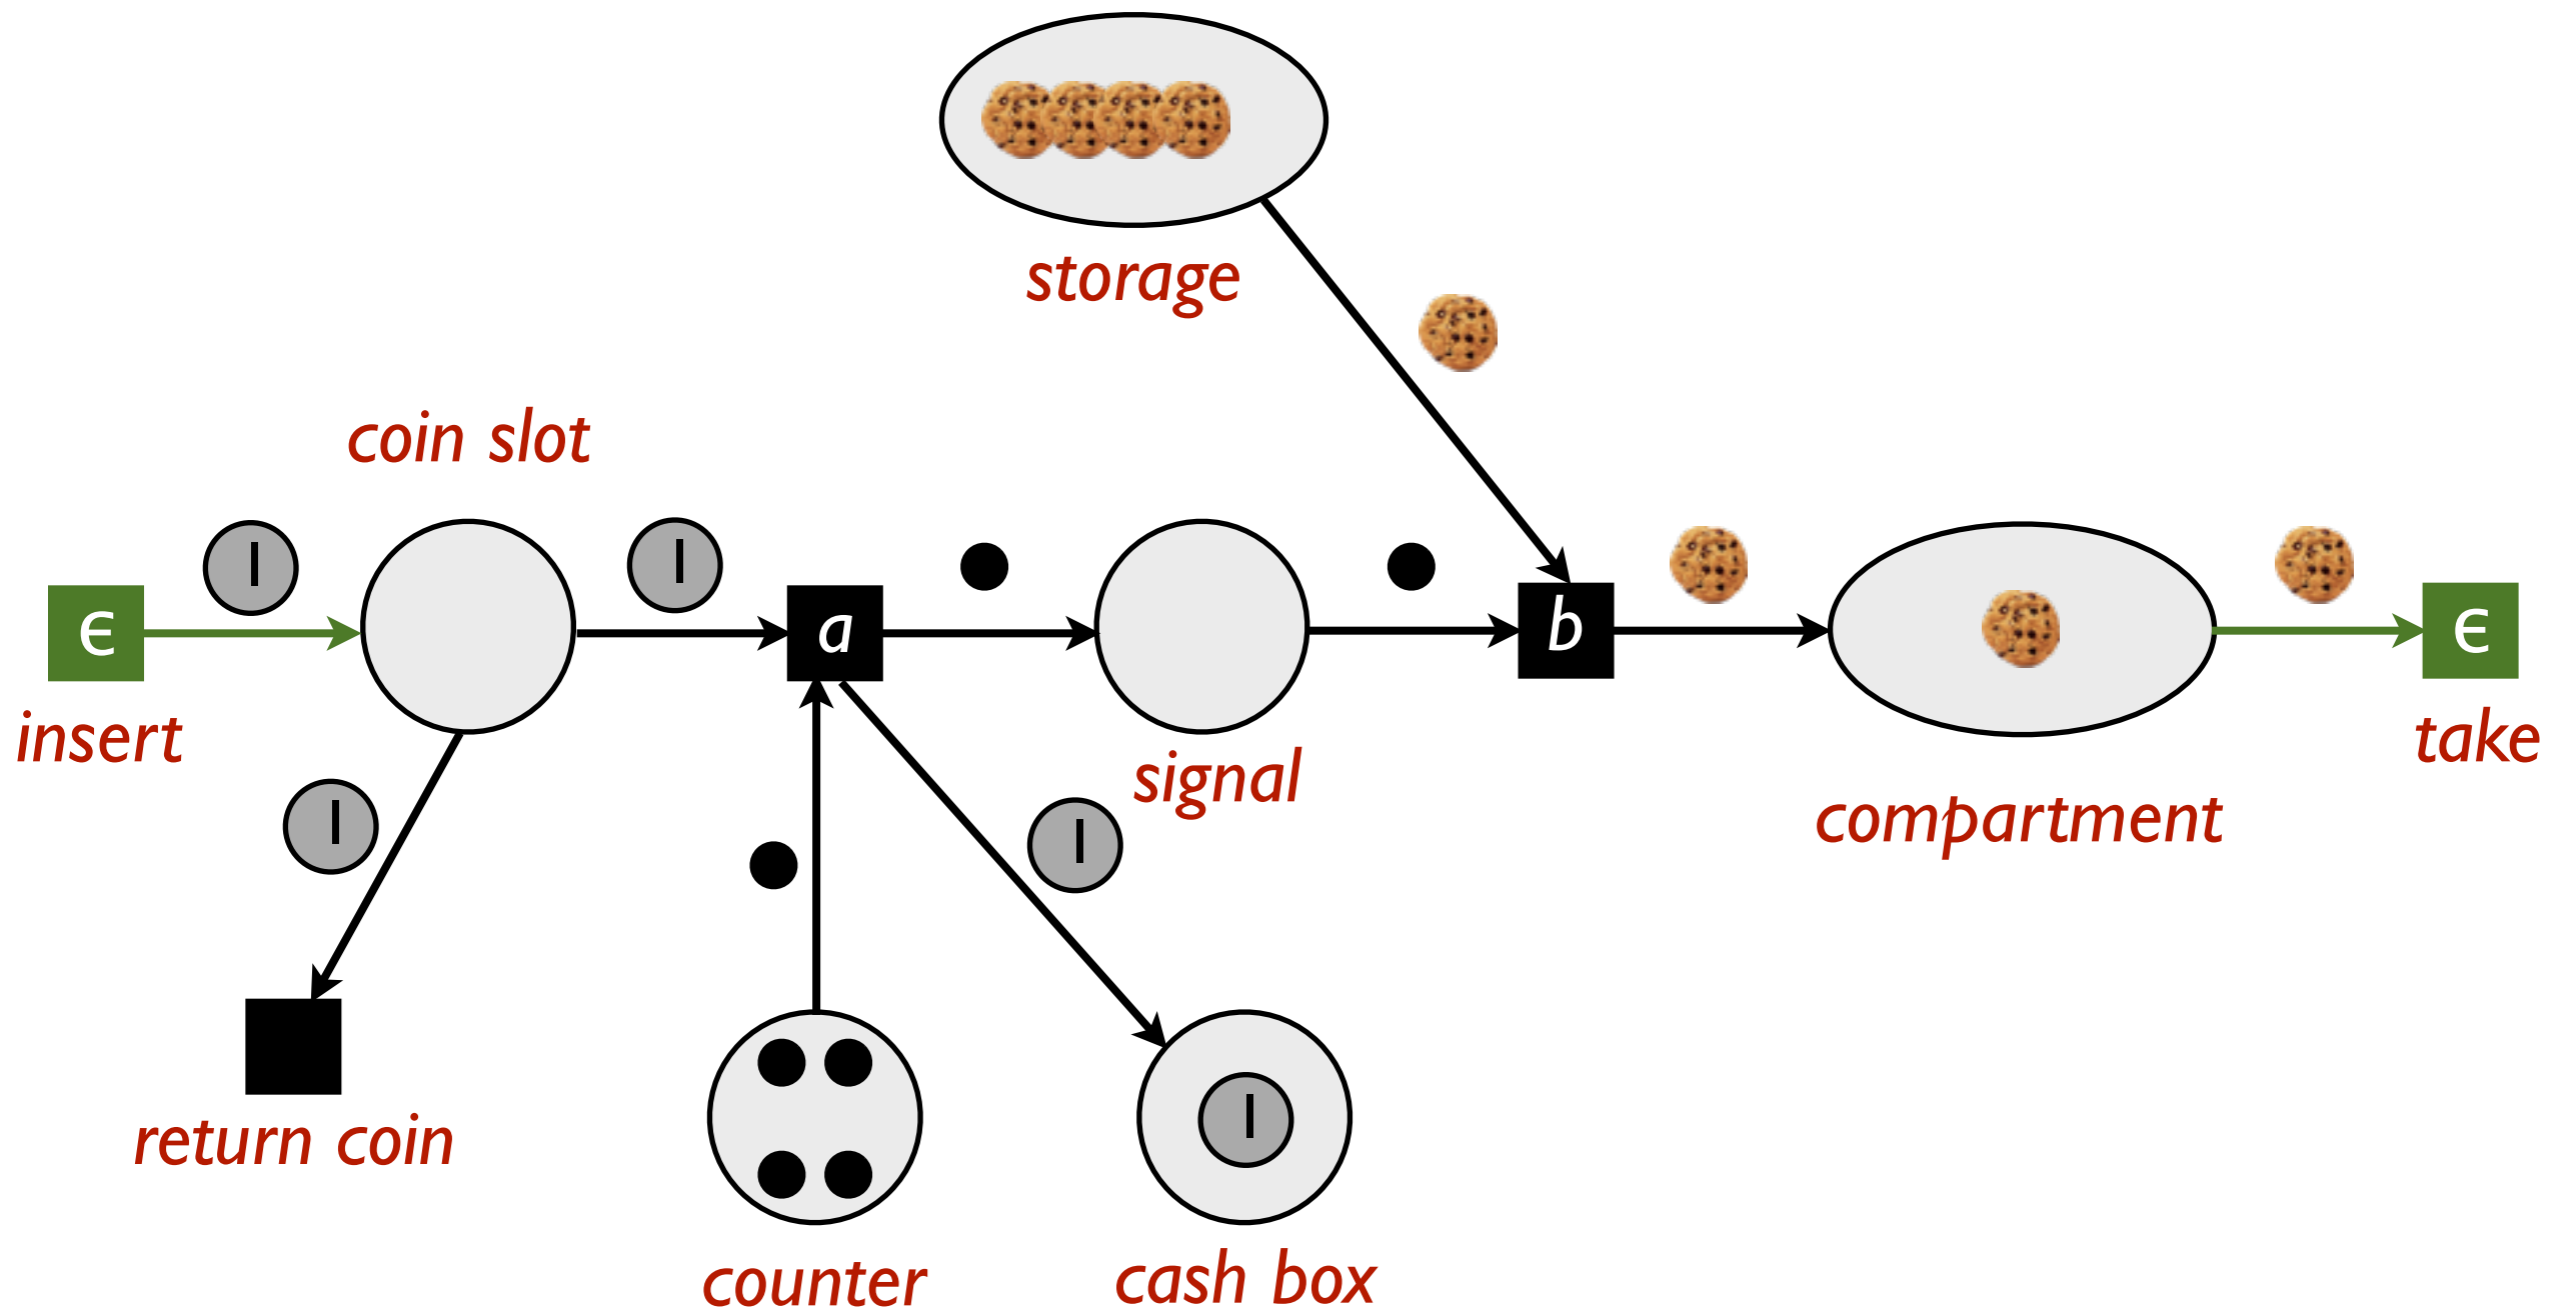 storage
coin slot
I
I
ϵ
a
b
ϵ
insert
signal
take
I
I
compartment
return coin
I
counter
cash box